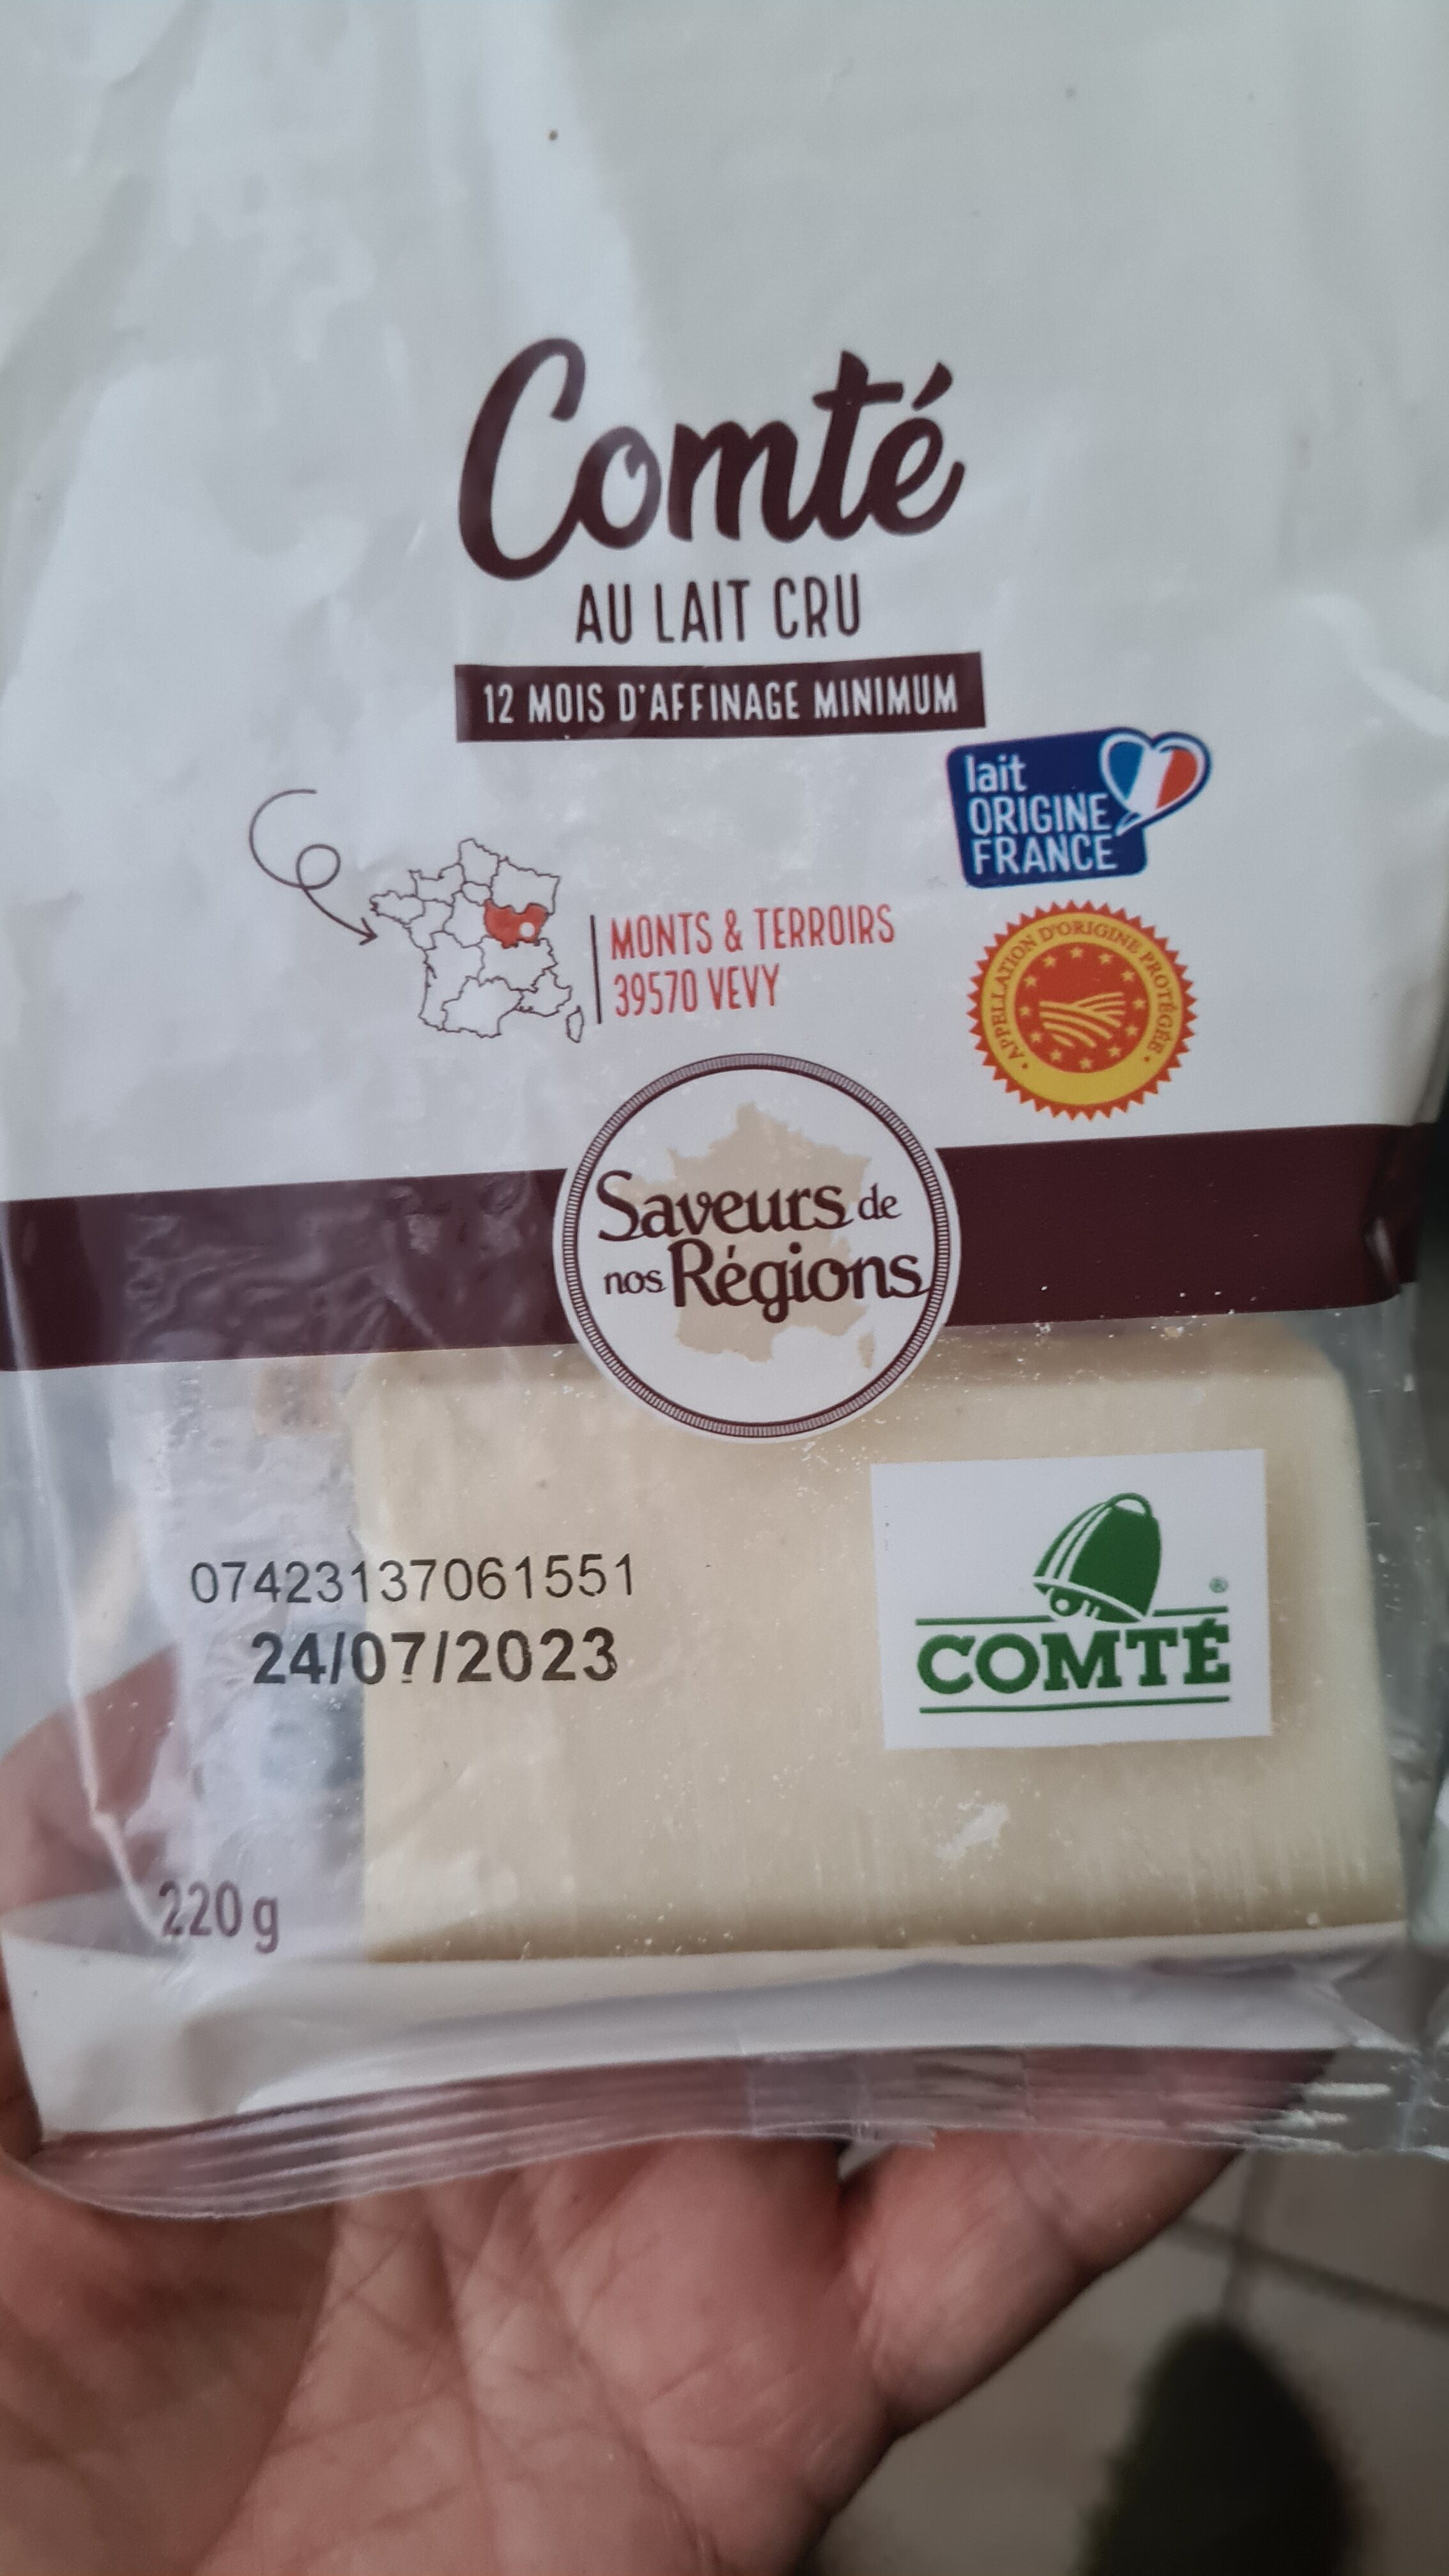 Comté
AU LAIT CRU
12 MOIS D'AFFINAGE MINIMUM
lait
ORIGINE
FRANCE
MONTS & TERROIRS
39570 VEVY
• APPELLATION D'ORIGINE PROTÉGÉE •
Saveurs de
nos Régions
07423137061551
24/07/2023
®
COMTÉ
220 g